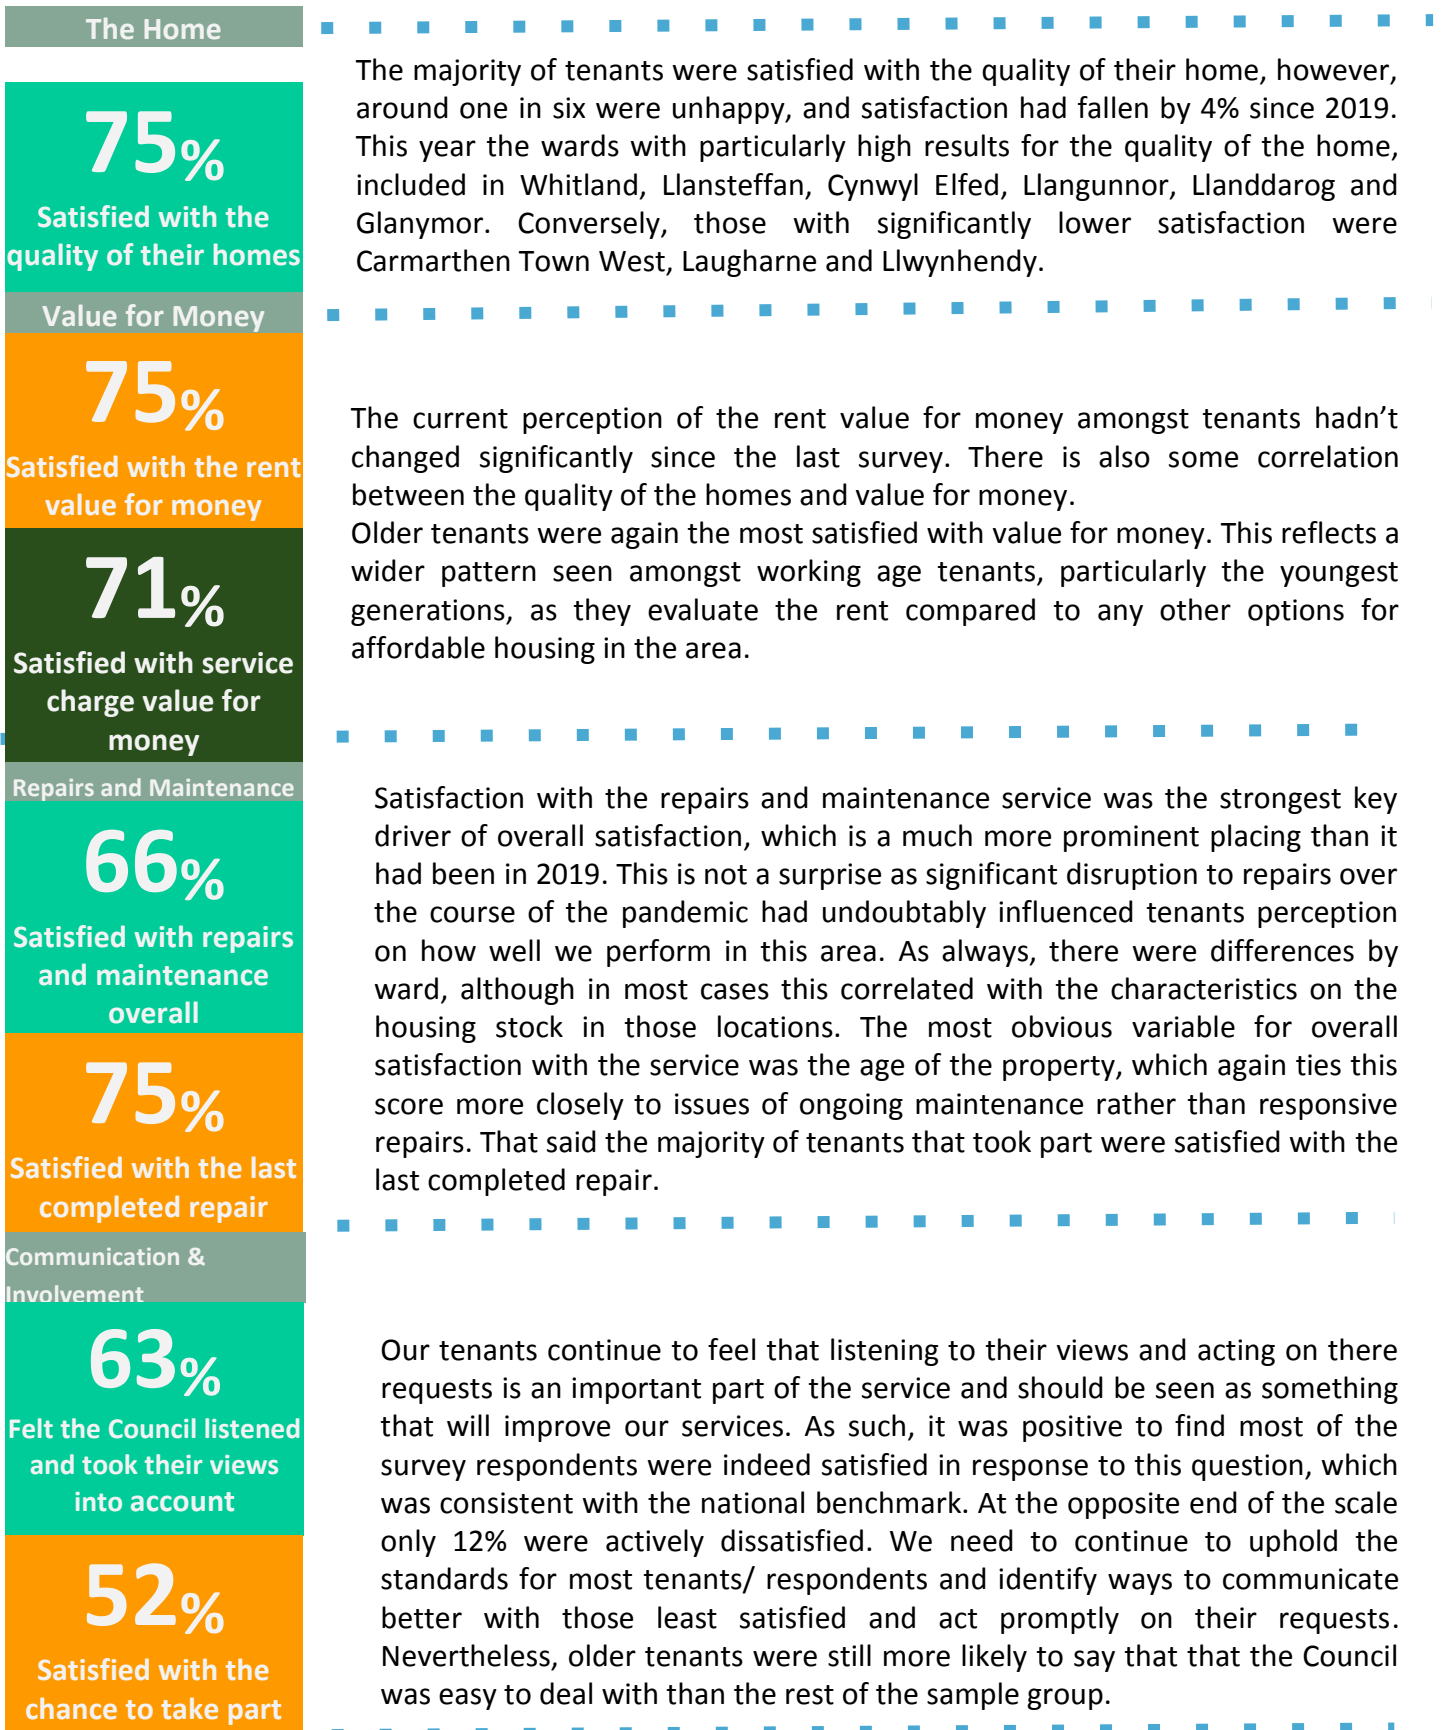 The Home
The majority of tenants were satisfied with the quality of their home, however,
around one in six were unhappy, and satisfaction had fallen by 4% since 2019.
This year the wards with particularly high results for the quality of the home,
included in Whitland, Llansteffan, Cynwyl Elfed, Llangunnor, Llanddarog and
Glanymor. Conversely, those with significantly lower satisfaction were
Carmarthen Town West, Laugharne and Llwynhendy.
75%
Satisfied with the
quality of their homes
Value for Money
75%
Satisfied with the rent
value for money
71%
Satisfied with service
charge value for
money
The current perception of the rent value for money amongst tenants hadn’t
changed significantly since the last survey. There is also some correlation
between the quality of the homes and value for money.
Older tenants were again the most satisfied with value for money. This reflects a
wider pattern seen amongst working age tenants, particularly the youngest
generations, as they evaluate the rent compared to any other options for
affordable housing in the area.
Repairs and Maintenance
66%
Satisfied with repairs
and maintenance
overall
75%
Satisfied with the last
completed repair
Satisfaction with the repairs and maintenance service was the strongest key
driver of overall satisfaction, which is a much more prominent placing than it
had been in 2019. This is not a surprise as significant disruption to repairs over
the course of the pandemic had undoubtably influenced tenants perception
on how well we perform in this area. As always, there were differences by
ward, although in most cases this correlated with the characteristics on the
housing stock in those locations. The most obvious variable for overall
satisfaction with the service was the age of the property, which again ties this
score more closely to issues of ongoing maintenance rather than responsive
repairs. That said the majority of tenants that took part were satisfied with the
last completed repair.
Communication &
Involvement
63%
Felt the Council listened
and took their views
into account
52%
Satisfied with the
chance to take part
Our tenants continue to feel that listening to their views and acting on there
requests is an important part of the service and should be seen as something
that will improve our services. As such, it was positive to find most of the
survey respondents were indeed satisfied in response to this question, which
was consistent with the national benchmark. At the opposite end of the scale
only 12% were actively dissatisfied. We need to continue to uphold the
standards for most tenants/ respondents and identify ways to communicate
better with those least satisfied and act promptly on their requests.
Nevertheless, older tenants were still more likely to say that that the Council
was easy to deal with than the rest of the sample group.